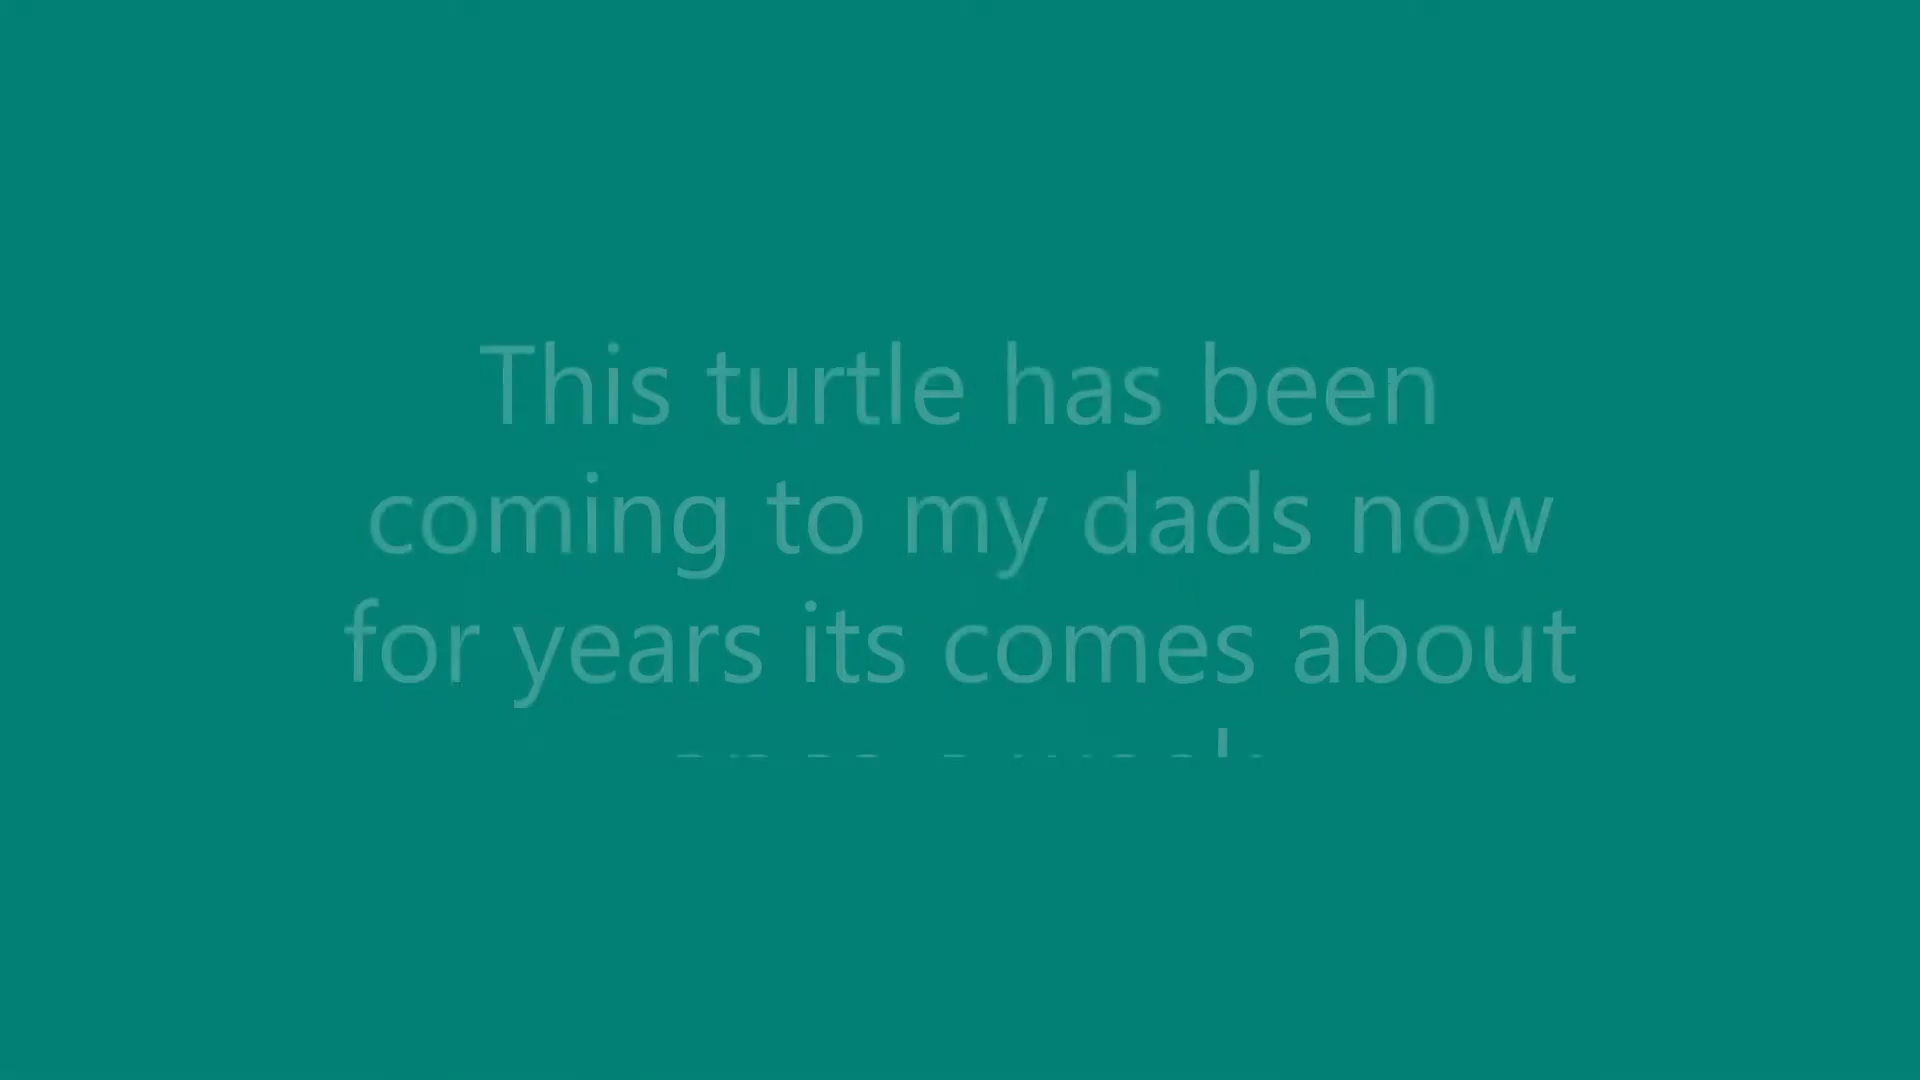 This turtle has been
coming to my dads now
for years its comes about